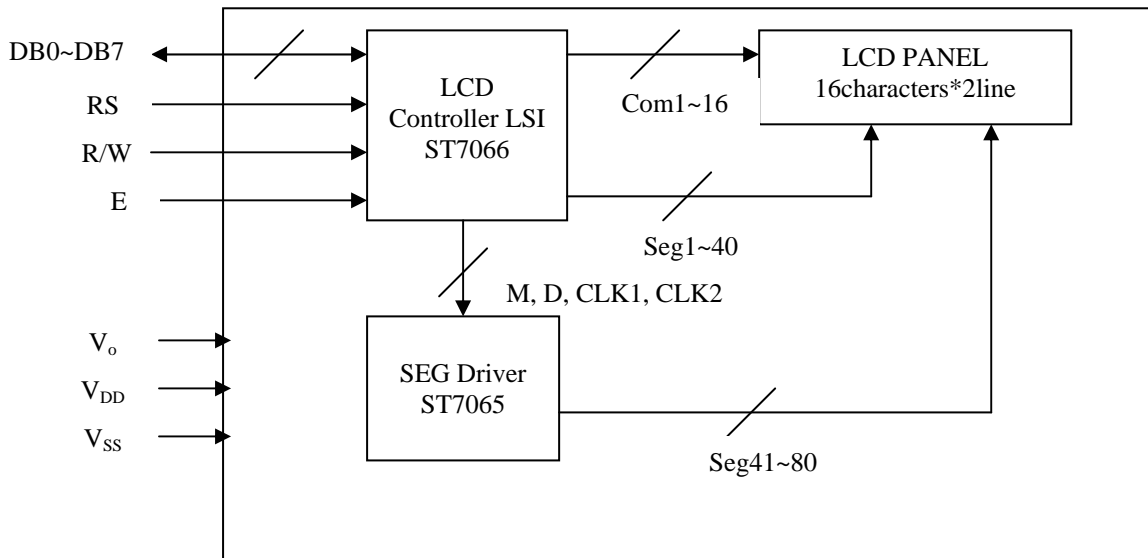 DB0~DB7
RS
R/W
E
LCD
Controller LSI
ST7066
Com1~16
LCD PANEL
16characters*2line
Seg1~40
M, D, CLK1, CLK2
Vo
VDD
VSS
SEG Driver
ST7065
Seg41~80